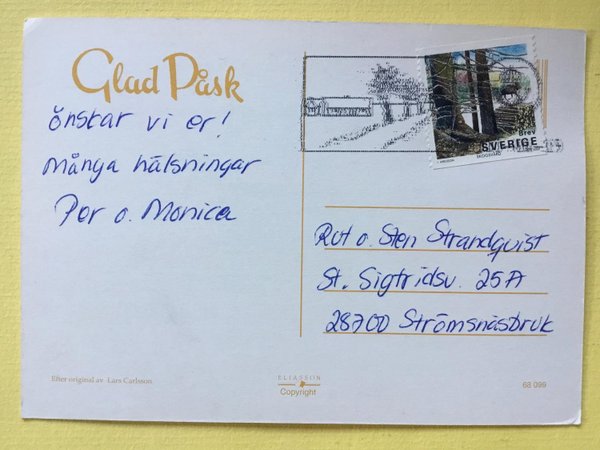 Glad Påsk
önskar vi er!
Många hälsningar
Per o. Monica
Brev
SVERIGE
Rut o. Sten Strandquist
St. Sigfridsv. 25A
28700 Strömsnäsbruk
Efter original av Lars Carlsson
ELIASSON
Copyright
68 099